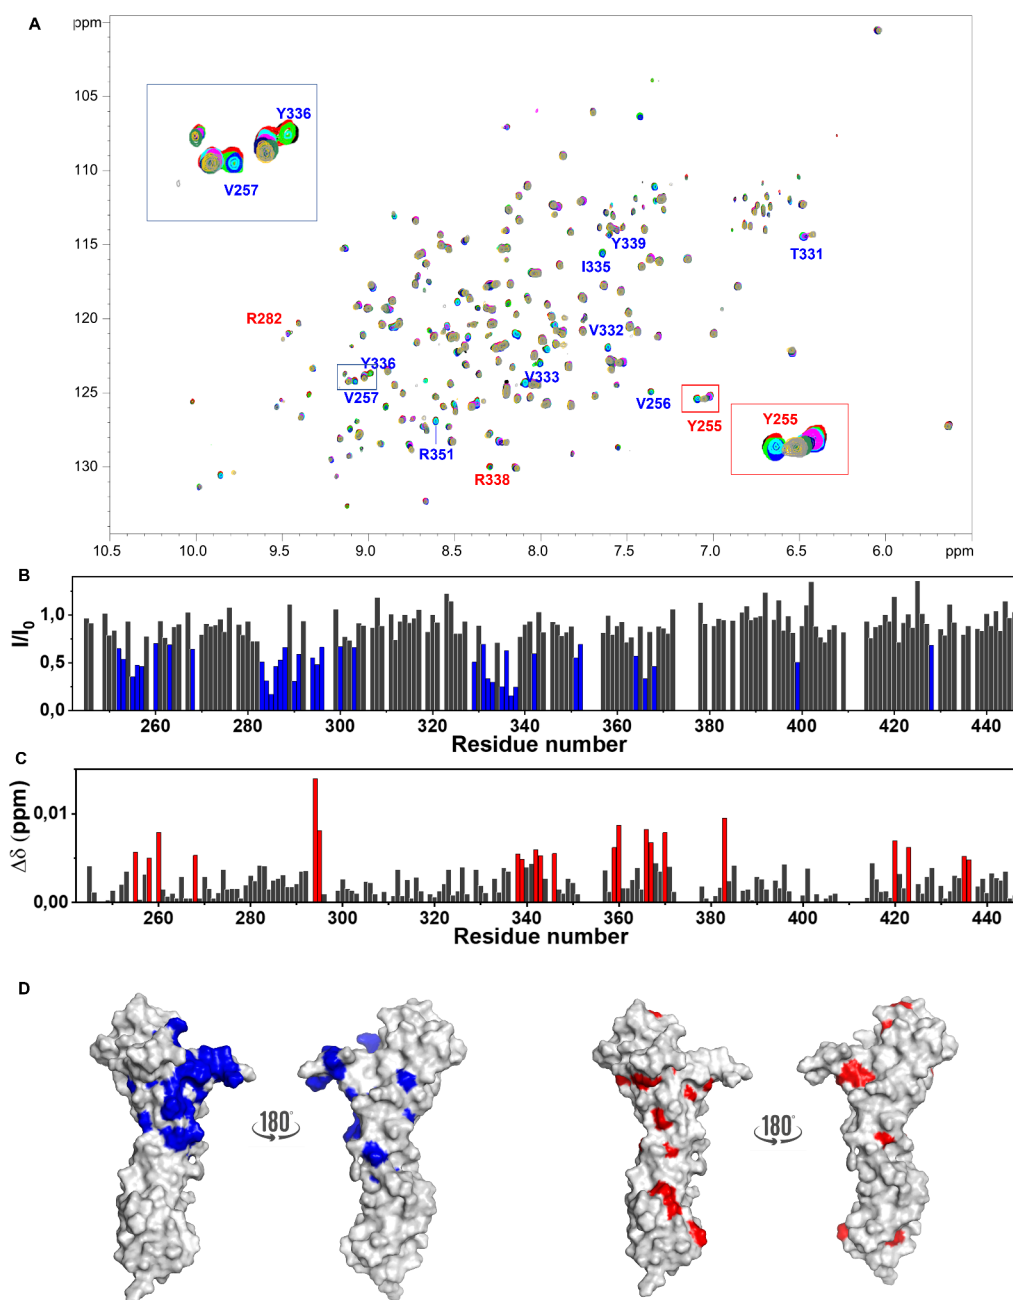 A
ppm
105
110
115
120
125
130
10.5 10.0 9.5 9.0 8.5 8.0 7.5 7.0 6.5 6.0 ppm
Y336
V257
Y339
I335
T331
R282
V332
Y336
V333
V257
V256
Y255
Y255
R351
R338
B
I/I0
1,0
0,5
0,0
260 280 300 320 340 360 380 400 420 440
Residue number
C
Δδ (ppm)
0,01
0,00
260 280 300 320 340 360 380 400 420 440
Residue number
D
180°
180°